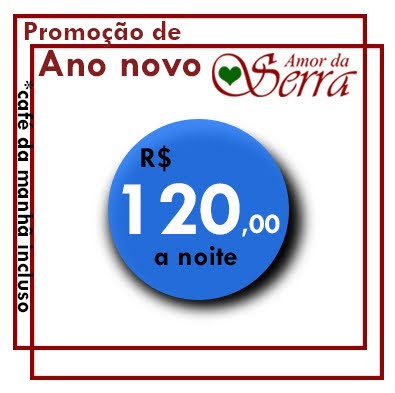 Promoção de
Ano novo
Amor da
Serra
*café da manhã incluso
R$
120,00
a noite